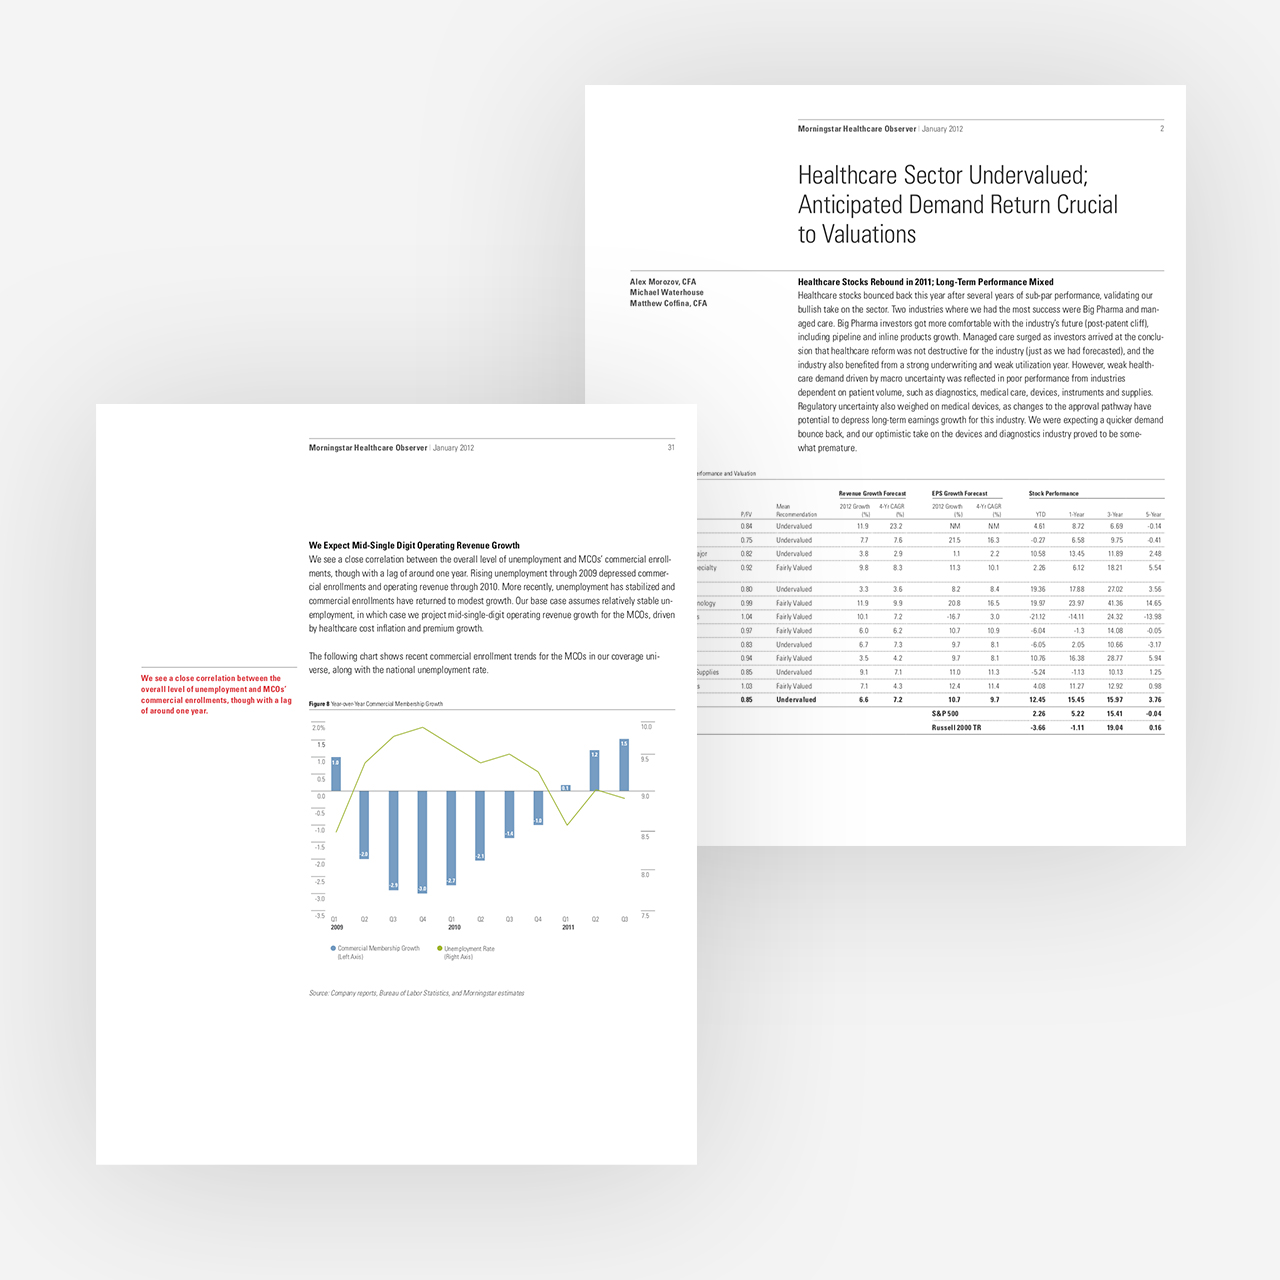 Morningstar Healthcare Observer | January 2012 2
Healthcare Sector Undervalued;
Anticipated Demand Return Crucial
to Valuations
Alex Morozov, CFA
Michael Waterhouse
Matthew Coffina, CFA
Healthcare Stocks Rebound in 2011; Long-Term Performance Mixed
Healthcare stocks bounced back this year after several years of sub-par performance, validating our
bullish take on the sector. Two industries where we had the most success were Big Pharma and man-
aged care. Big Pharma investors got more comfortable with the industry's future (post-patent cliff),
including pipeline and inline products growth. Managed care surged as investors arrived at the conclu-
sion that healthcare reform was not destructive for the industry (just as we had forecasted), and the
industry also benefited from a strong underwriting and weak utilization year. However, weak health-
care demand driven by macro uncertainty was reflected in poor performance from industries
dependent on patient volume, such as diagnostics, medical care, devices, instruments and supplies.
Regulatory uncertainty also weighed on medical devices, as changes to the approval pathway have
potential to depress long-term earnings growth for this industry. We were expecting a quicker demand
bounce back, and our optimistic take on the devices and diagnostics industry proved to be some-
what premature.
erformance and Valuation
Revenue Growth Forecast EPS Growth Forecast Stock Performance
Mean 2012 Growth 4-Yr CAGR 2012 Growth 4-Yr CAGR
P/FV Recommendation (%) (%) (%) (%) YTD 1-Year 3-Year 5-Year
0.84 Undervalued 11.9 23.2 NM NM 4.61 8.72 6.69 -0.14
0.75 Undervalued 7.7 7.6 21.5 16.3 -0.27 6.58 9.75 -0.41
ajor 0.82 Undervalued 3.8 2.9 1.1 2.2 10.58 13.45 11.89 2.48
pecialty 0.92 Fairly Valued 9.8 8.3 11.3 10.1 2.26 6.12 18.21 5.54
0.80 Undervalued 3.3 3.6 8.2 8.4 19.36 17.88 27.02 3.56
nology 0.99 Fairly Valued 11.9 9.9 20.8 16.5 19.97 23.97 41.36 14.65
s 1.04 Fairly Valued 10.1 7.2 -16.7 3.0 -21.12 -14.11 24.32 -13.98
0.97 Fairly Valued 6.0 6.2 10.7 10.9 -6.04 -1.3 14.08 -0.05
0.83 Undervalued 6.7 7.3 9.7 8.1 -6.05 2.05 10.66 -3.17
0.94 Fairly Valued 3.5 4.2 9.7 8.1 10.76 16.38 28.77 5.94
Supplies 0.85 Undervalued 9.1 7.1 11.0 11.3 -5.24 -1.13 10.13 1.25
s 1.03 Fairly Valued 7.1 4.3 12.4 11.4 4.08 11.27 12.92 0.98
0.85 Undervalued 6.6 7.2 10.7 9.7 12.45 15.45 15.97 3.76
S&P 500 2.26 5.22 15.41 -0.04
Russell 2000 TR -3.66 -1.11 19.04 0.16
Morningstar Healthcare Observer | January 2012 31
We Expect Mid-Single Digit Operating Revenue Growth
We see a close correlation between the overall level of unemployment and MCOs' commercial enroll-
ments, though with a lag of around one year. Rising unemployment through 2009 depressed commer-
cial enrollments and operating revenue through 2010. More recently, unemployment has stabilized and
commercial enrollments have returned to modest growth. Our base case assumes relatively stable un-
employment, in which case we project mid-single-digit operating revenue growth for the MCOs, driven
by healthcare cost inflation and premium growth.
The following chart shows recent commercial enrollment trends for the MCOs in our coverage uni-
verse, along with the national unemployment rate.
We see a close correlation between the
overall level of unemployment and MCOs'
commercial enrollments, though with a lag
of around one year.
Figure 8 Year-over-Year Commercial Membership Growth
2.0%
1.5
1.0
0.5
0.0
-0.5
-1.0
-1.5
-2.0
-2.5
-3.0
-3.5
1.0 -2.0 -2.9 -3.0 -2.7 -2.1 -1.4 -1.0 0.1 1.2 1.5
10.0
9.5
9.0
8.5
8.0
7.5
Q1 Q2 Q3 Q4 Q1 Q2 Q3 Q4 Q1 Q2 Q3
2009 2010 2011
Commercial Membership Growth Unemployment Rate
(Left Axis) (Right Axis)
Source: Company reports, Bureau of Labor Statistics, and Morningstar estimates